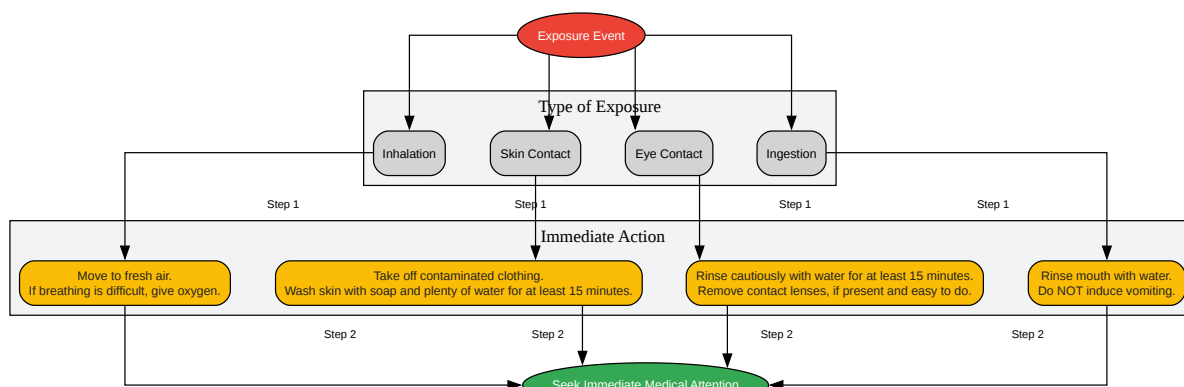 Exposure Event
Type of Exposure
Inhalation
Skin Contact
Eye Contact
Ingestion
Step 1
Step 1
Step 1
Step 1
Immediate Action
Move to fresh air.
If breathing is difficult, give oxygen.
Take off contaminated clothing.
Wash skin with soap and plenty of water for at least 15 minutes.
Rinse cautiously with water for at least 15 minutes.
Remove contact lenses, if present and easy to do.
Rinse mouth with water.
Do NOT induce vomiting.
Step 2
Step 2
Step 2
Step 2
Seek Immediate Medical Attention